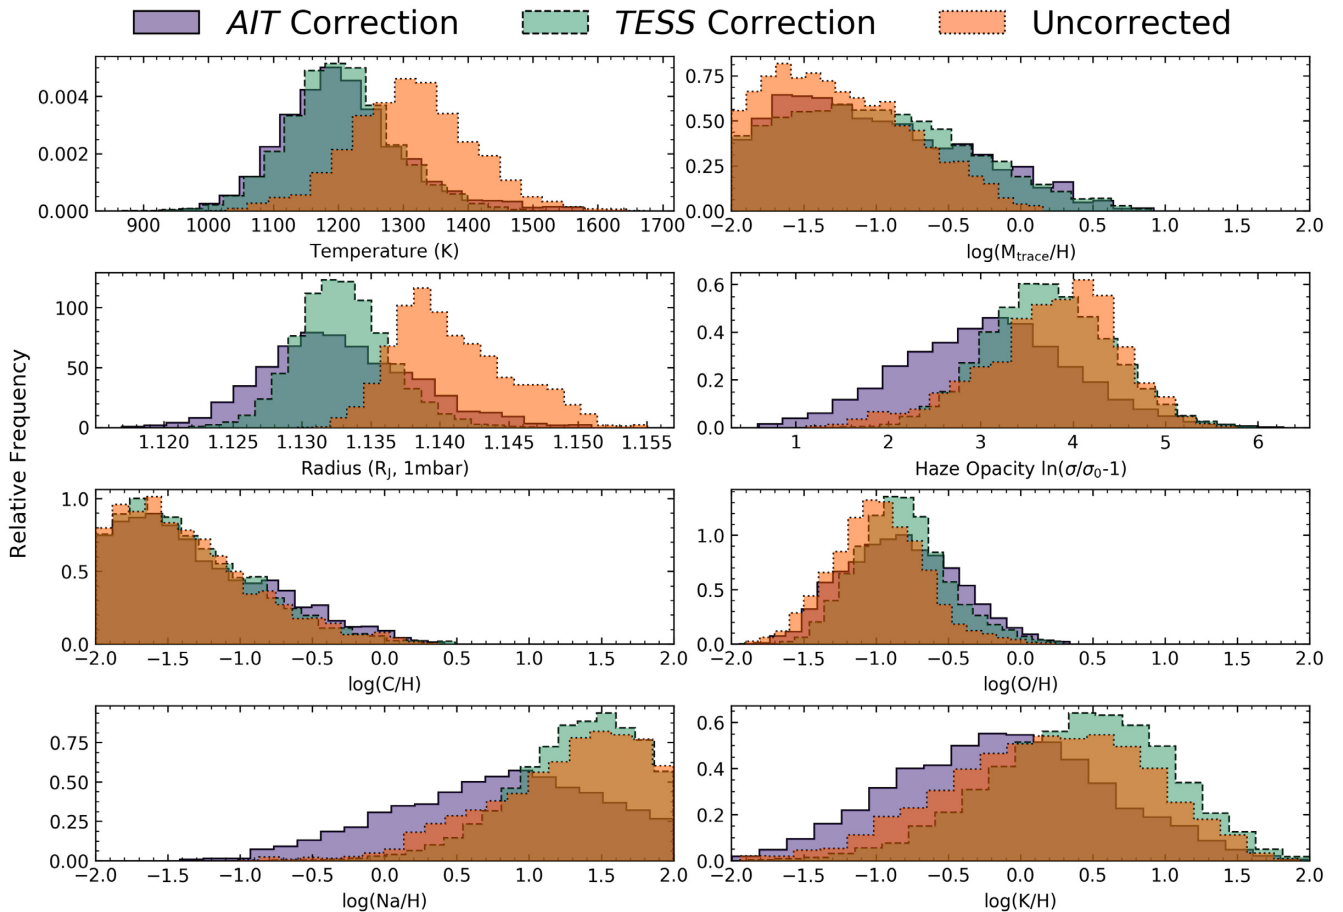 AIT Correction TESS Correction Uncorrected
0.004
0.002
0.000
900 1000 1100 1200 1300 1400 1500 1600 1700
Temperature (K)
0.75
0.50
0.25
0.00
−2.0 −1.5 −1.0 −0.5 0.0 0.5 1.0 1.5 2.0
log(M_trace/H)
Relative Frequency
100
50
0
1.120 1.125 1.130 1.135 1.140 1.145 1.150 1.155
Radius (R_J, 1mbar)
0.6
0.4
0.2
0.0
1 2 3 4 5 6
Haze Opacity ln(σ/σ₀-1)
1.0
0.5
0.0
−2.0 −1.5 −1.0 −0.5 0.0 0.5 1.0 1.5 2.0
log(C/H)
1.0
0.5
0.0
−2.0 −1.5 −1.0 −0.5 0.0 0.5 1.0 1.5 2.0
log(O/H)
0.75
0.50
0.25
0.00
−2.0 −1.5 −1.0 −0.5 0.0 0.5 1.0 1.5 2.0
log(Na/H)
0.6
0.4
0.2
0.0
−2.0 −1.5 −1.0 −0.5 0.0 0.5 1.0 1.5 2.0
log(K/H)